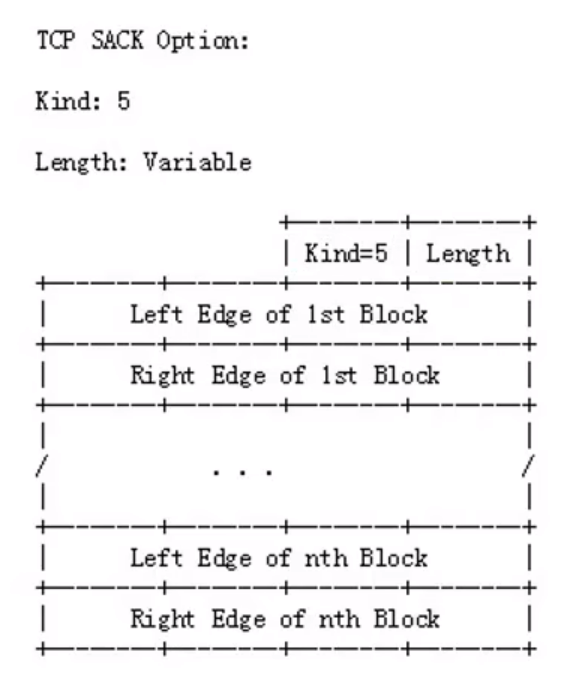 TCP SACK Option:
Kind: 5
Length: Variable
| Kind=5 | Length |
| Left Edge of 1st Block |
| Right Edge of 1st Block |
/ . . . /
| Left Edge of nth Block |
| Right Edge of nth Block |